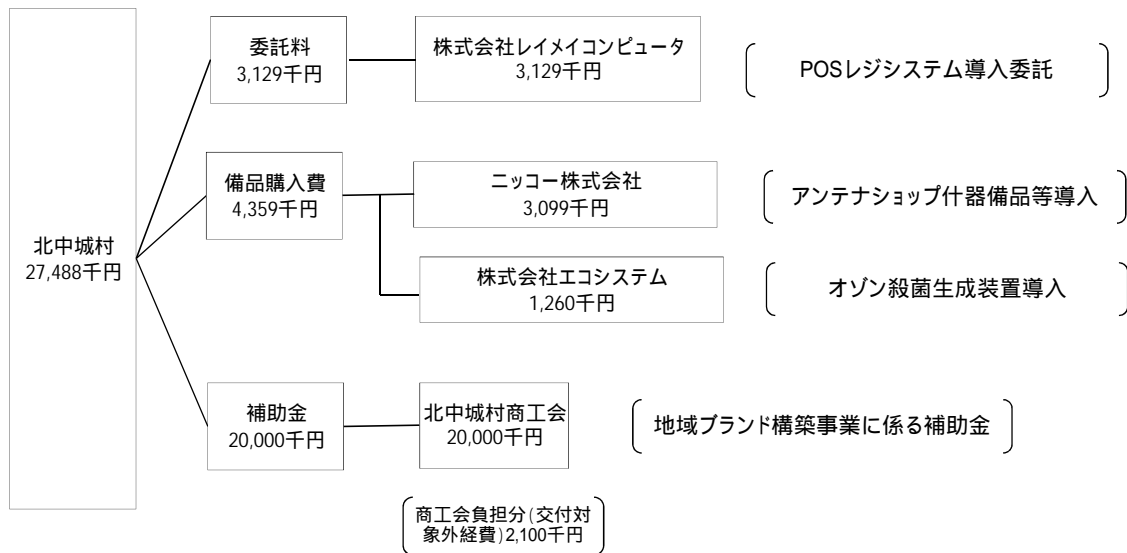 北中城村
27,488千円
委託料
3,129千円
株式会社レイメイコンピュータ
3,129千円
POSレジシステム導入委託
備品購入費
4,359千円
ニッコー株式会社
3,099千円
アンテナショップ什器備品等導入
株式会社エコシステム
1,260千円
オゾン殺菌生成装置導入
補助金
20,000千円
北中城村商工会
20,000千円
地域ブランド構築事業に係る補助金
商工会負担分(交付対
象外経費)2,100千円